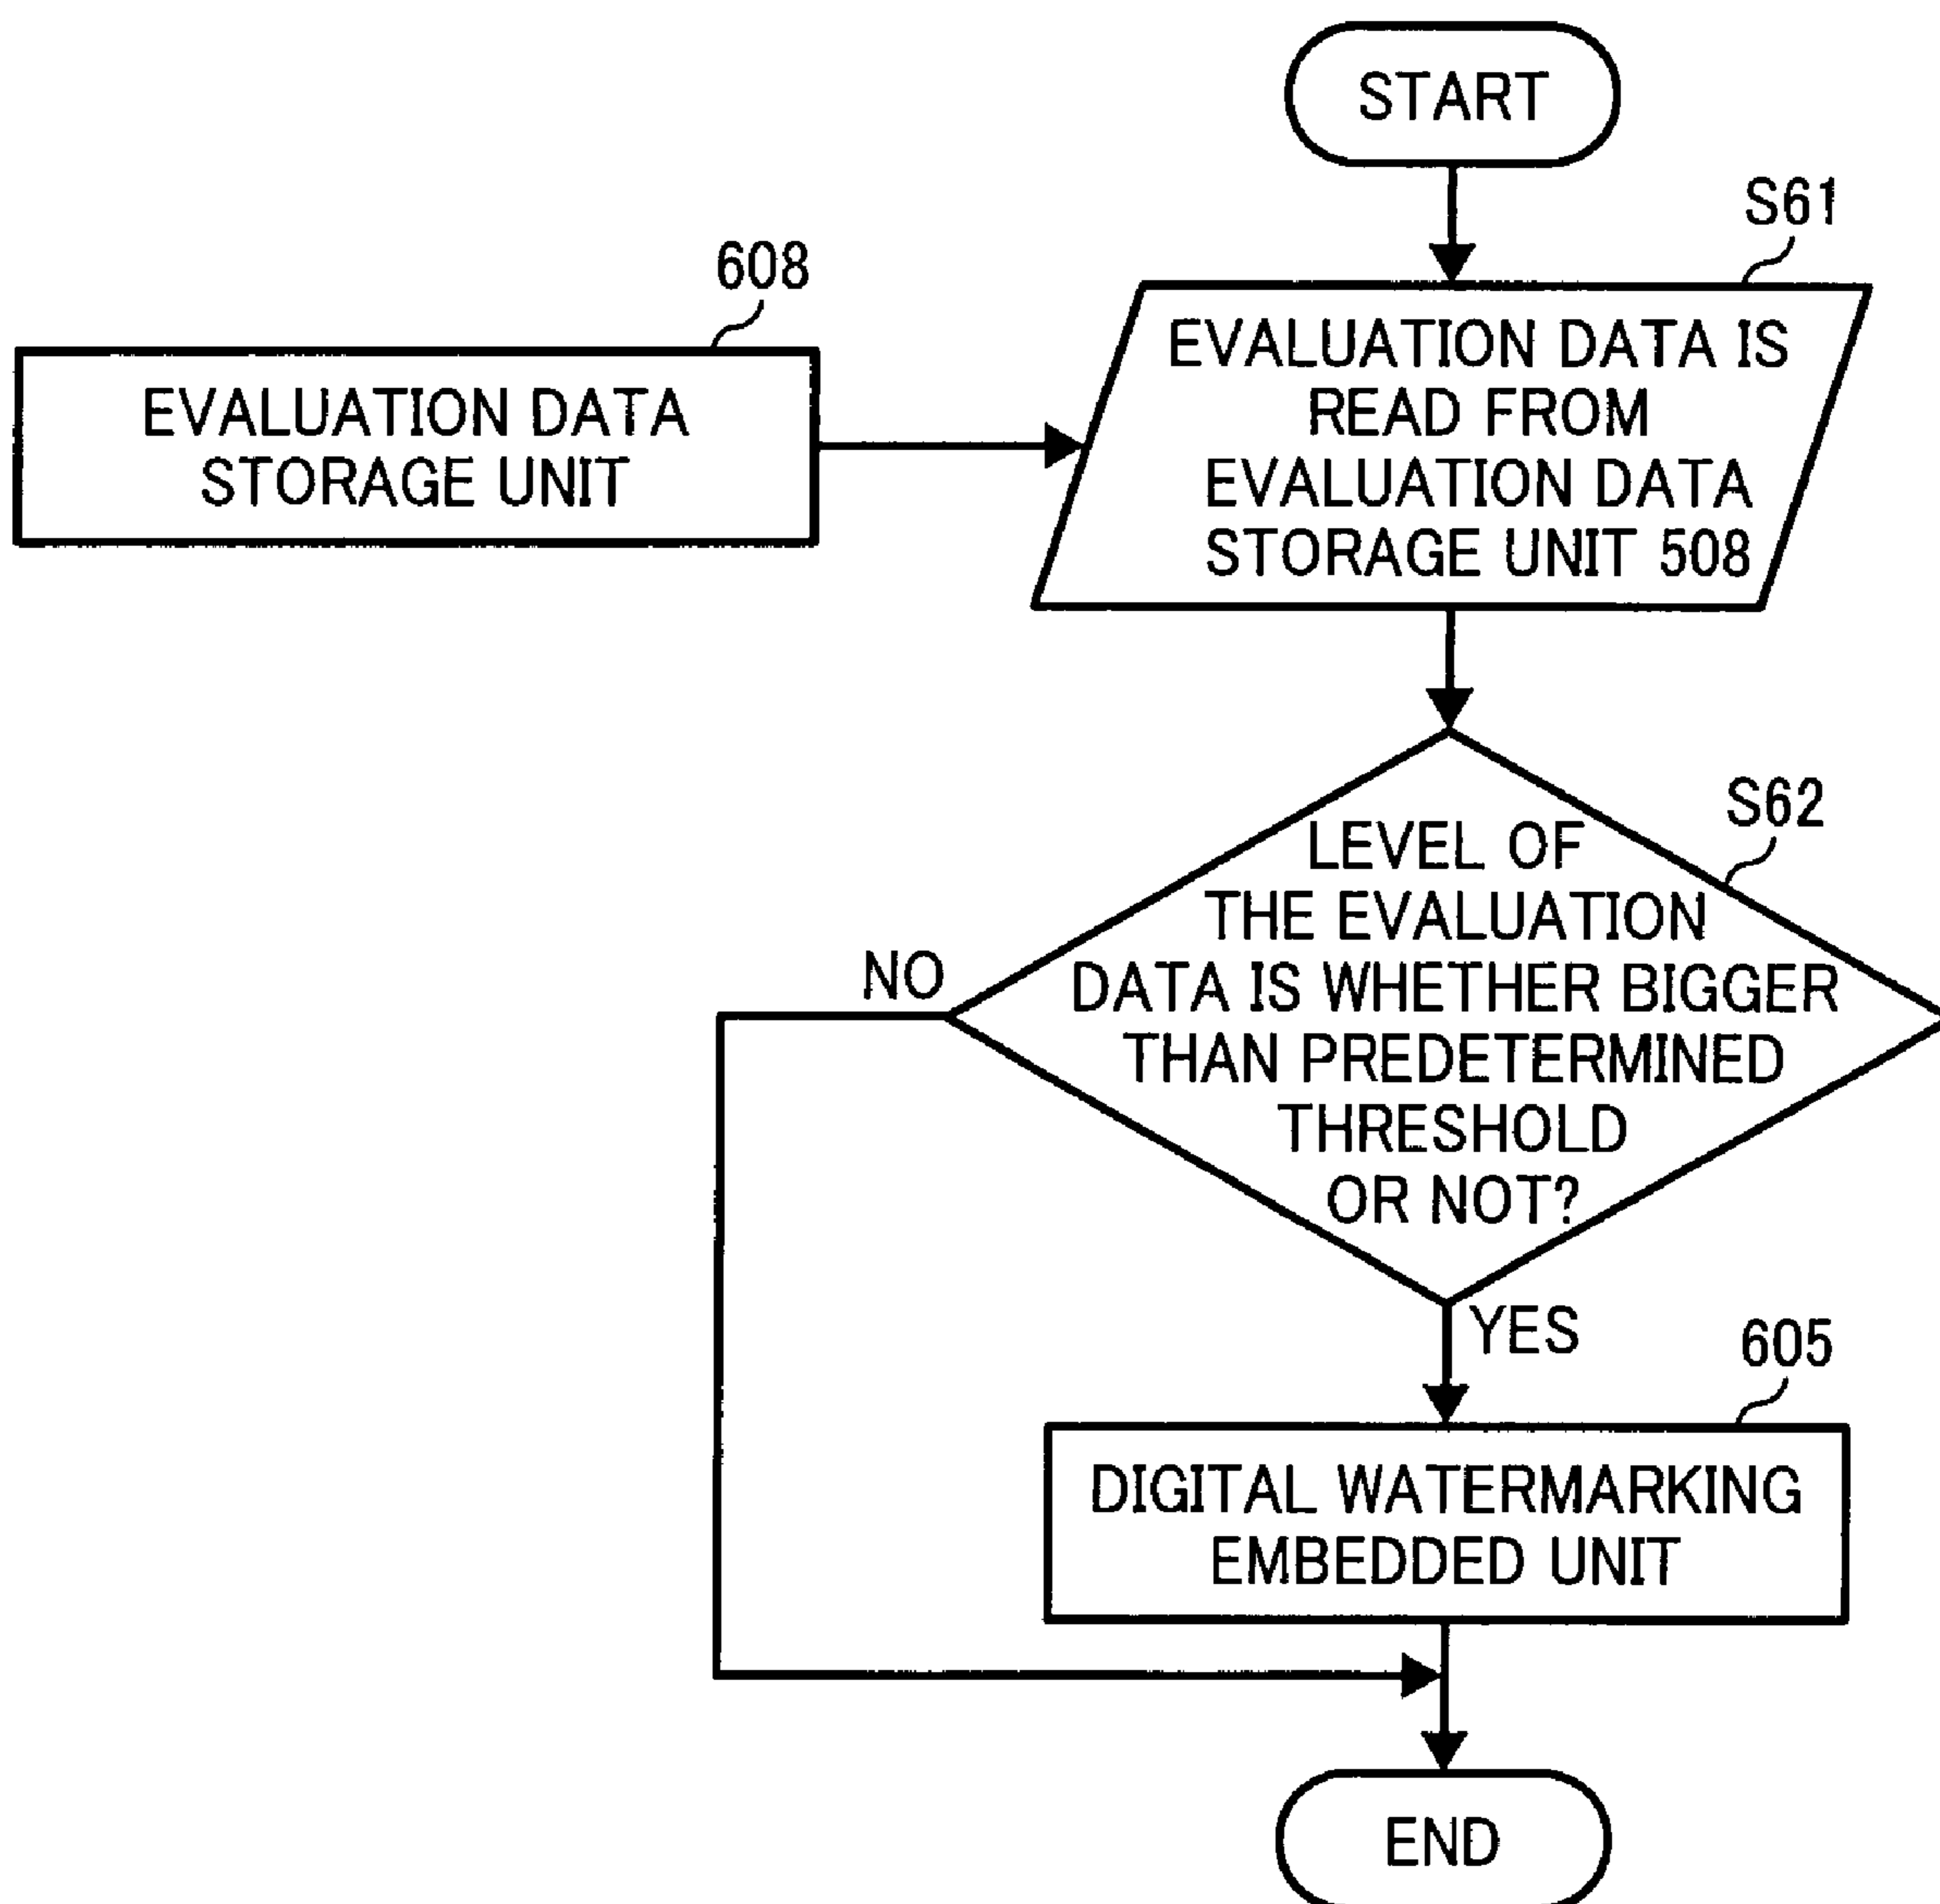 START
S61
608
EVALUATION DATA IS
READ FROM
EVALUATION DATA
STORAGE UNIT 508
EVALUATION DATA
STORAGE UNIT
S62
LEVEL OF
THE EVALUATION
DATA IS WHETHER BIGGER
THAN PREDETERMINED
THRESHOLD
OR NOT?
NO
YES
605
DIGITAL WATERMARKING
EMBEDDED UNIT
END